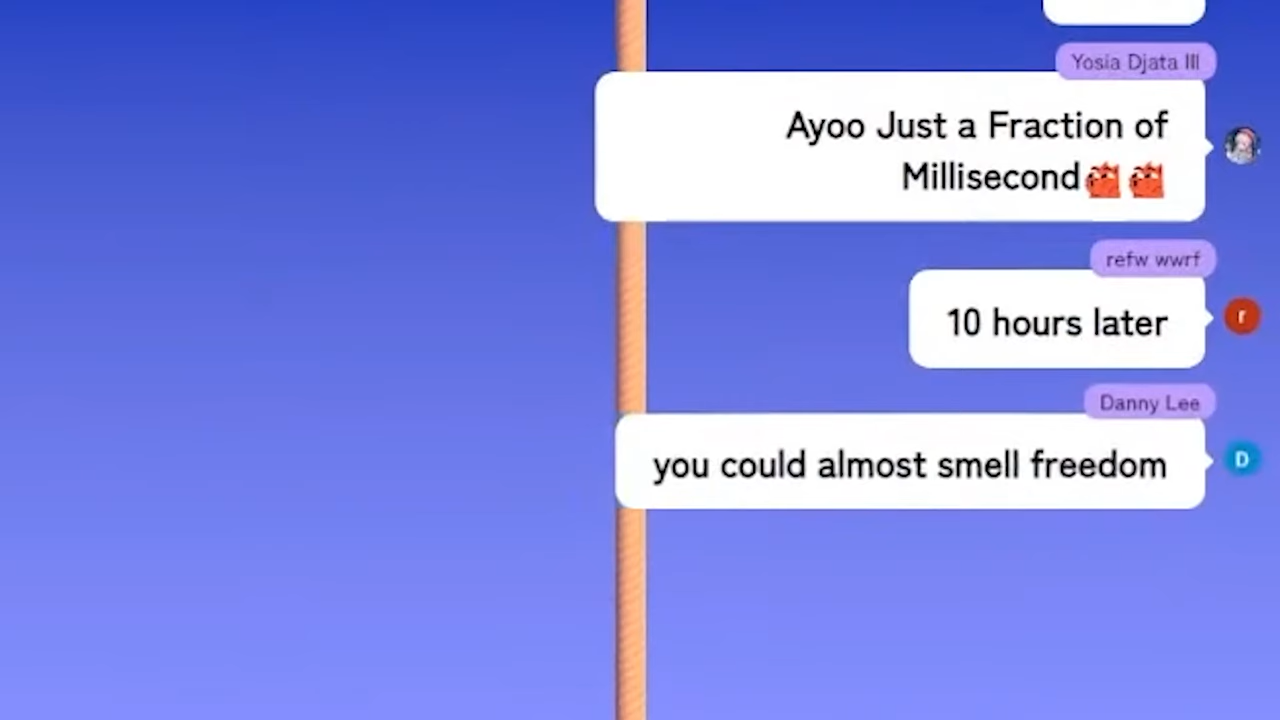 Yosia Djata III
Ayoo Just a Fraction of
Millisecond
refw wwrf
10 hours later
r
Danny Lee
you could almost smell freedom
D